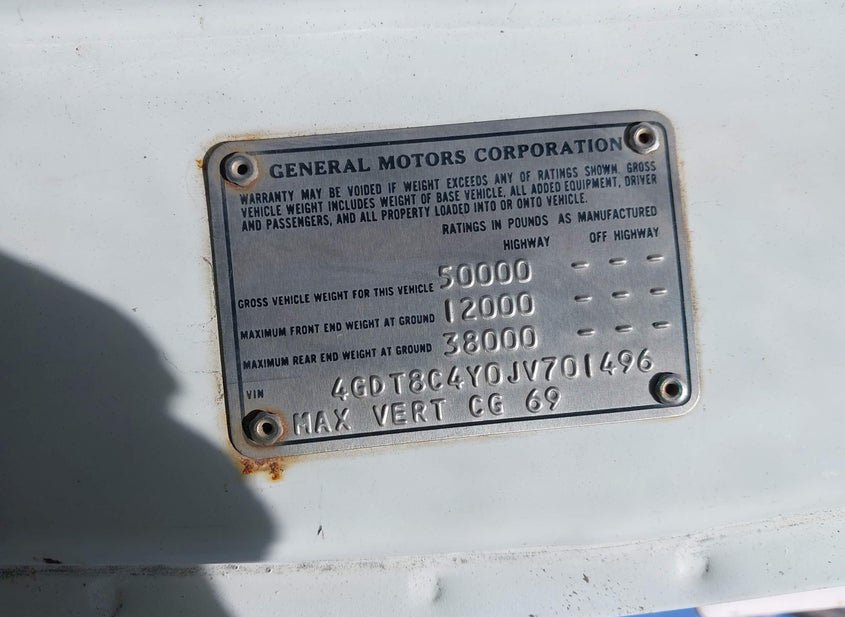 GENERAL MOTORS CORPORATION
WARRANTY MAY BE VOIDED IF WEIGHT EXCEEDS ANY OF RATINGS SHOWN. GROSS
VEHICLE WEIGHT INCLUDES WEIGHT OF BASE VEHICLE, ALL ADDED EQUIPMENT, DRIVER
AND PASSENGERS, AND ALL PROPERTY LOADED INTO OR ONTO VEHICLE.
RATINGS IN POUNDS AS MANUFACTURED
HIGHWAY OFF HIGHWAY
GROSS VEHICLE WEIGHT FOR THIS VEHICLE 50000 - - -
MAXIMUM FRONT END WEIGHT AT GROUND 12000 - - -
MAXIMUM REAR END WEIGHT AT GROUND 38000 - - -
VIN 4GDT8C4Y0JV701496
MAX VERT CG 69